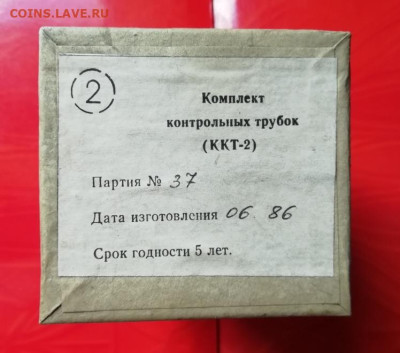 COINS.LAVE.RU
2
Комплект
контрольных трубок
(ККТ-2)
Партия № 37
Дата изготовления 06 86
Срок годности 5 лет.